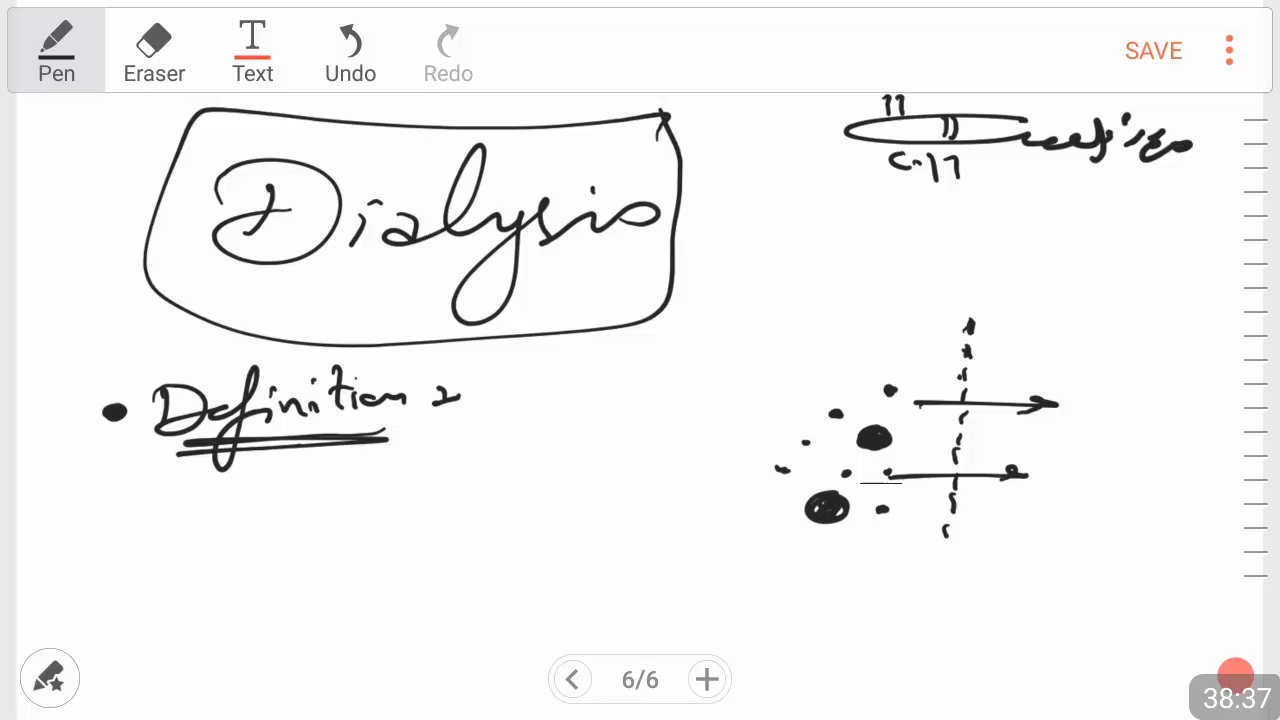 Pen
Eraser
Text
Undo
Redo
SAVE
Dialysis
Definition
6/6
38:37